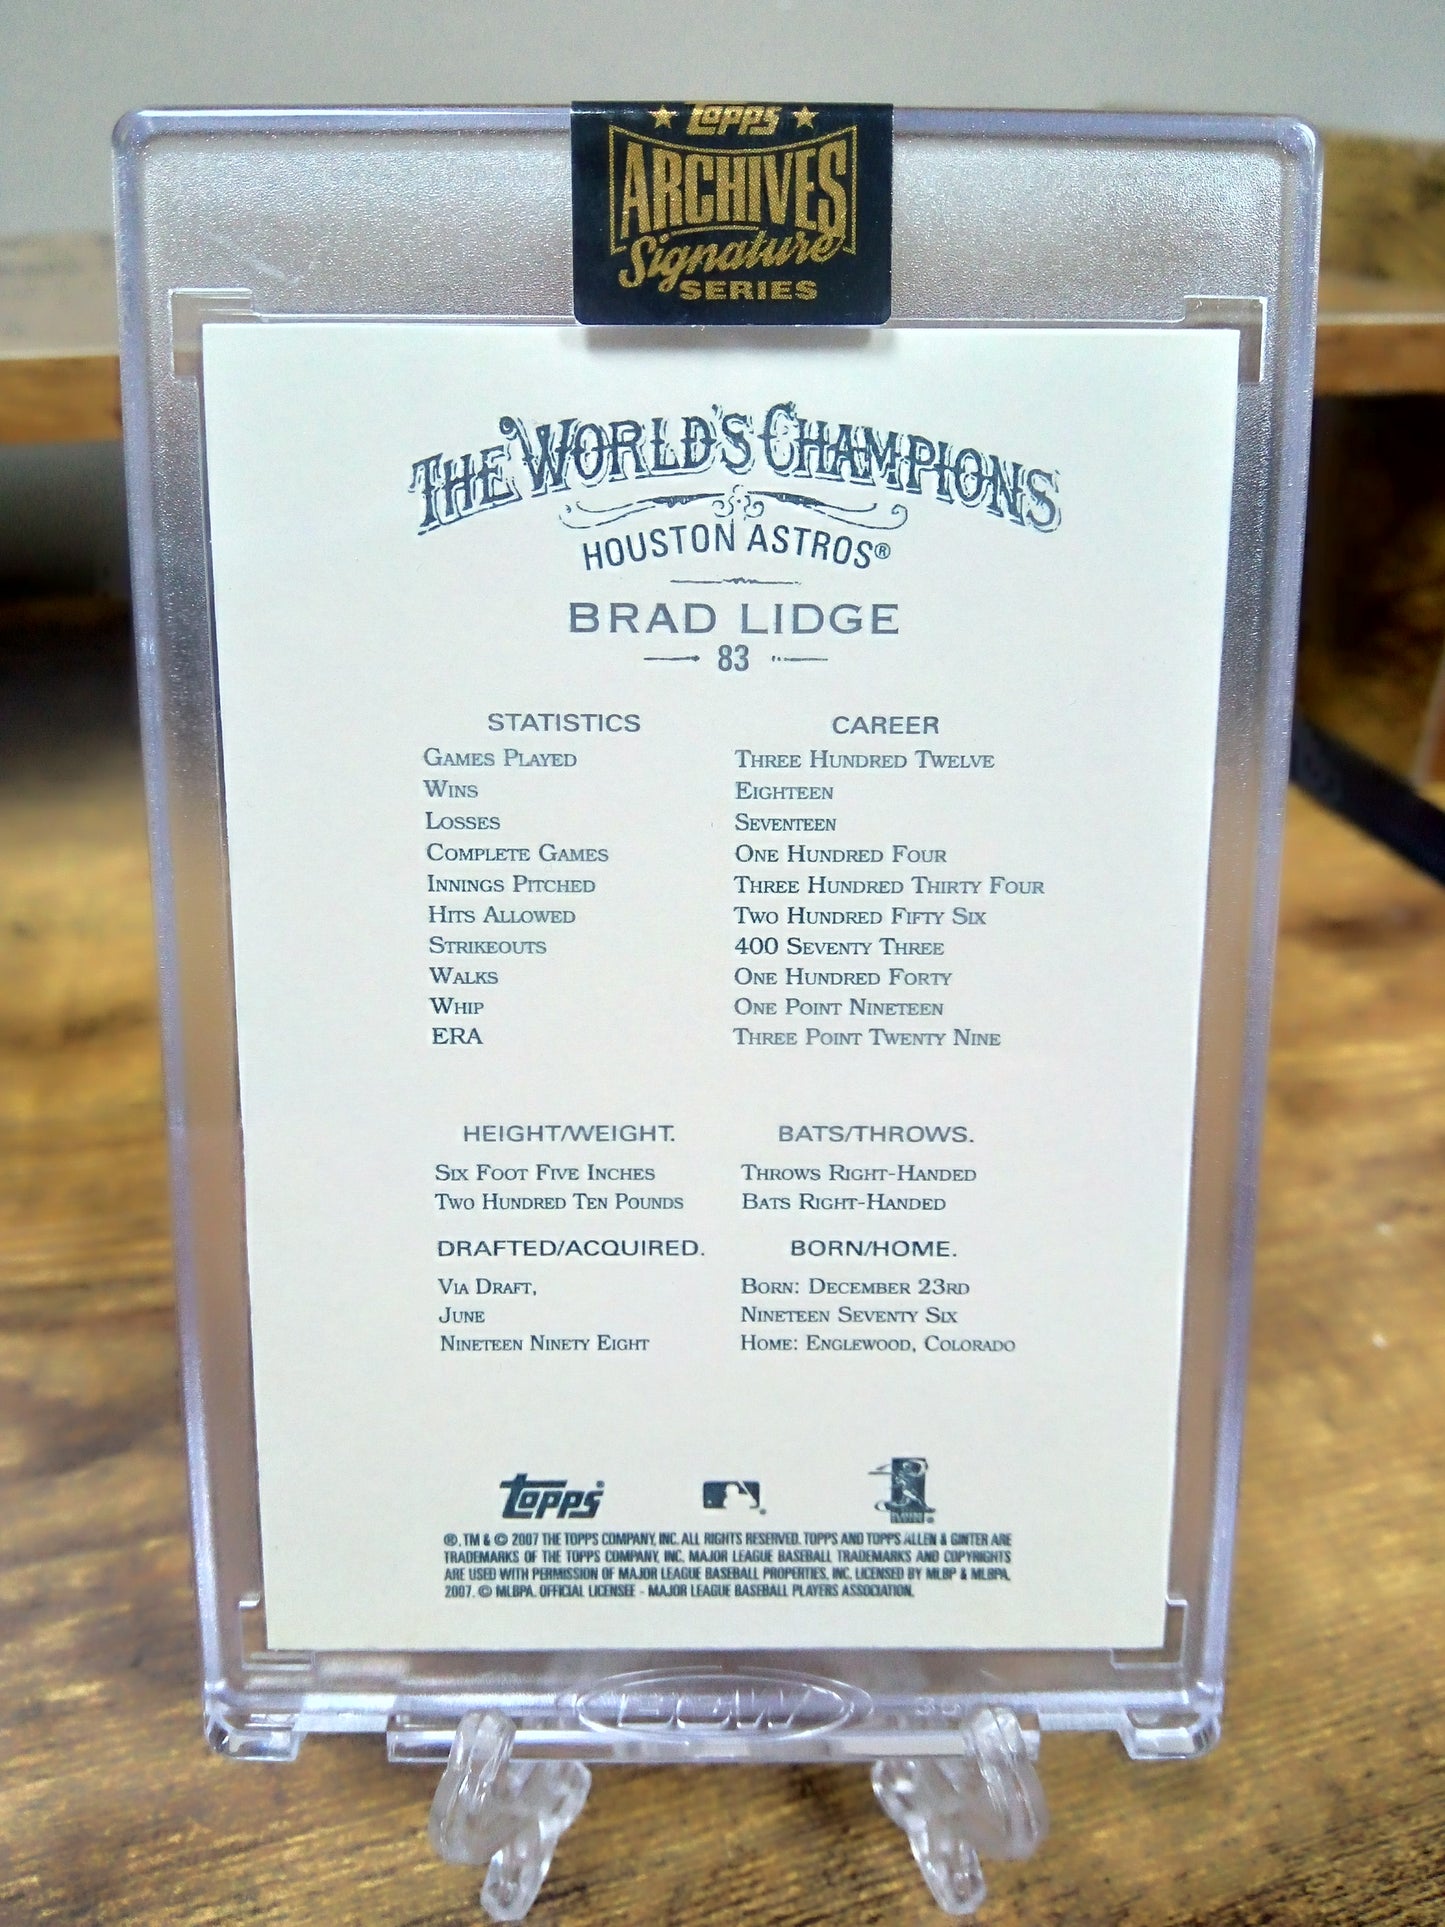 Topps
ARCHIVES
Signature
SERIES
THE WORLD'S CHAMPIONS
HOUSTON ASTROS®
BRAD LIDGE
83
STATISTICS CAREER
GAMES PLAYED THREE HUNDRED TWELVE
WINS EIGHTEEN
LOSSES SEVENTEEN
COMPLETE GAMES ONE HUNDRED FOUR
INNINGS PITCHED THREE HUNDRED THIRTY FOUR
HITS ALLOWED TWO HUNDRED FIFTY SIX
STRIKEOUTS 400 SEVENTY THREE
WALKS ONE HUNDRED FORTY
WHIP ONE POINT NINETEEN
ERA THREE POINT TWENTY NINE
HEIGHT/WEIGHT. BATS/THROWS.
SIX FOOT FIVE INCHES THROWS RIGHT-HANDED
TWO HUNDRED TEN POUNDS BATS RIGHT-HANDED
DRAFTED/ACQUIRED. BORN/HOME.
VIA DRAFT, BORN: DECEMBER 23RD
JUNE NINETEEN SEVENTY SIX
NINETEEN NINETY EIGHT HOME: ENGLEWOOD, COLORADO
Topps
®, TM & © 2007 THE TOPPS COMPANY, INC. ALL RIGHTS RESERVED. TOPPS AND TOPPS ALLEN & GINTER ARE
TRADEMARKS OF THE TOPPS COMPANY, INC. MAJOR LEAGUE BASEBALL TRADEMARKS AND COPYRIGHTS
ARE USED WITH PERMISSION OF MAJOR LEAGUE BASEBALL PROPERTIES, INC. LICENSED BY MLBP & MLBPA,
2007. © MLBPA. OFFICIAL LICENSEE - MAJOR LEAGUE BASEBALL PLAYERS ASSOCIATION.
BCW